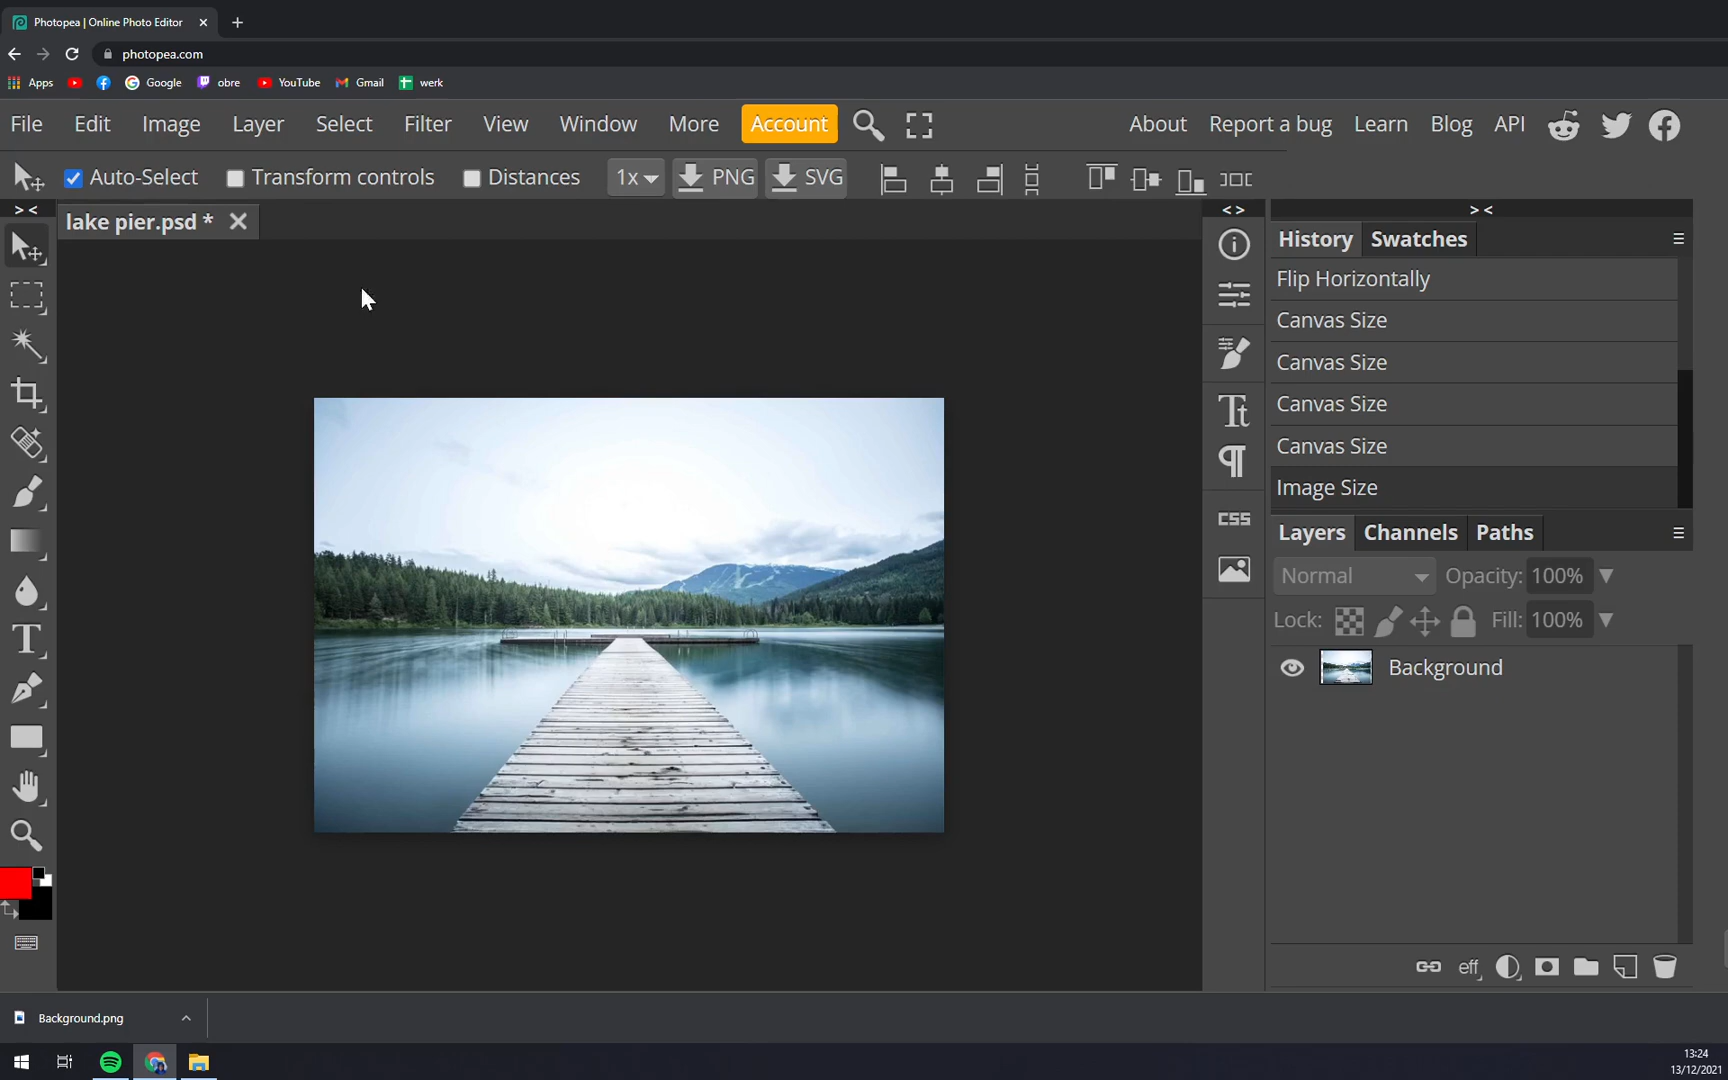 Photopea | Online Photo Editor
photopea.com
Apps Google obre YouTube Gmail werk
File Edit Image Layer Select Filter View Window More Account About Report a bug Learn Blog API
Auto-Select Transform controls Distances 1x PNG SVG
> < < > > <
lake pier.psd *
History Swatches
Flip Horizontally
Canvas Size
Canvas Size
Canvas Size
Canvas Size
Image Size
CSS
Layers Channels Paths
Normal Opacity: 100%
Lock: Fill: 100%
Background
eff
Background.png
13:24
13/12/2021